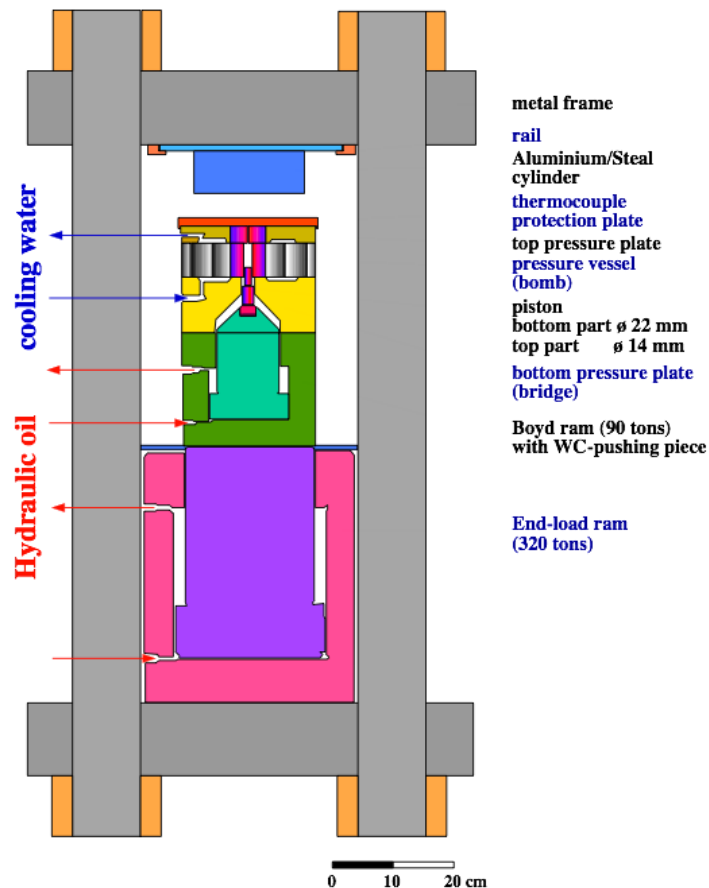 metal frame
rail
Aluminium/Steal
cylinder
thermocouple
protection plate
top pressure plate
pressure vessel
(bomb)
piston
bottom part ø 22 mm
top part ø 14 mm
bottom pressure plate
(bridge)
Boyd ram (90 tons)
with WC-pushing piece
End-load ram
(320 tons)
cooling water
Hydraulic oil
0 10 20 cm